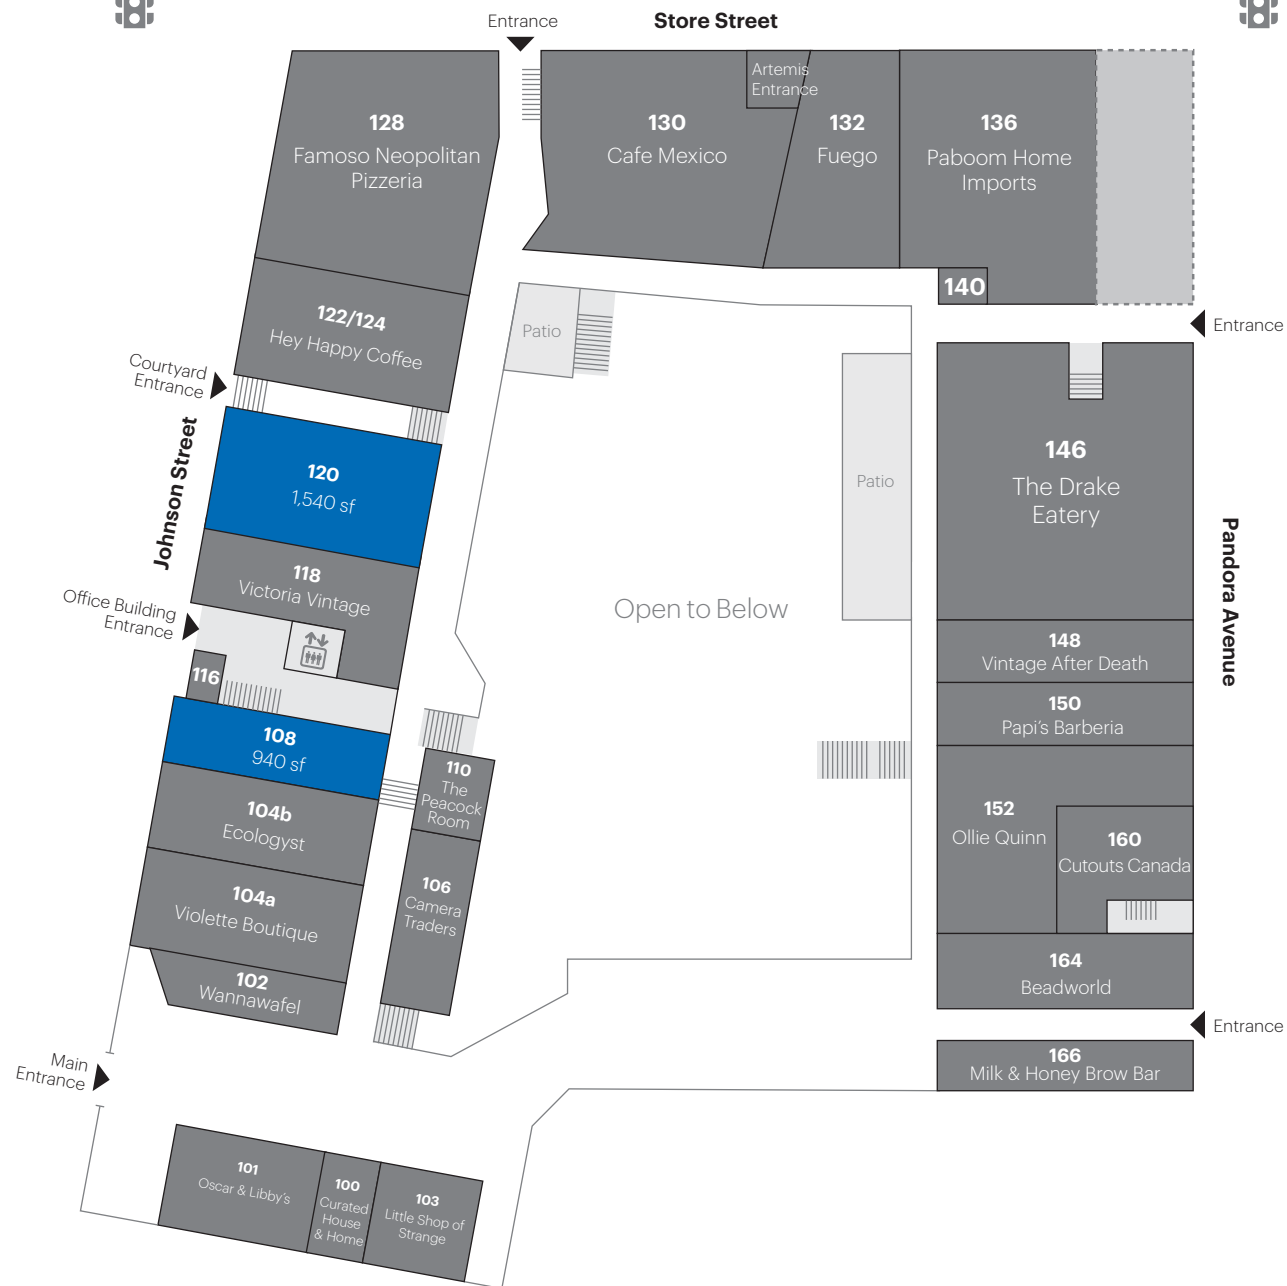 Entrance
Store Street
128
Famoso Neopolitan
Pizzeria
130
Cafe Mexico
Artemis
Entrance
132
Fuego
136
Paboom Home
Imports
140
122/124
Hey Happy Coffee
Patio
Entrance
Courtyard
Entrance
Johnson Street
120
1,540 sf
118
Victoria Vintage
Office Building
Entrance
116
108
940 sf
104b
Ecologyst
104a
Violette Boutique
102
Wannawafel
110
The
Peacock
Room
106
Camera
Traders
Open to Below
Patio
146
The Drake
Eatery
Pandora Avenue
148
Vintage After Death
150
Papi's Barberia
152
Ollie Quinn
160
Cutouts Canada
164
Beadworld
Entrance
166
Milk & Honey Brow Bar
Main
Entrance
101
Oscar & Libby's
100
Curated
House
& Home
103
Little Shop of
Strange